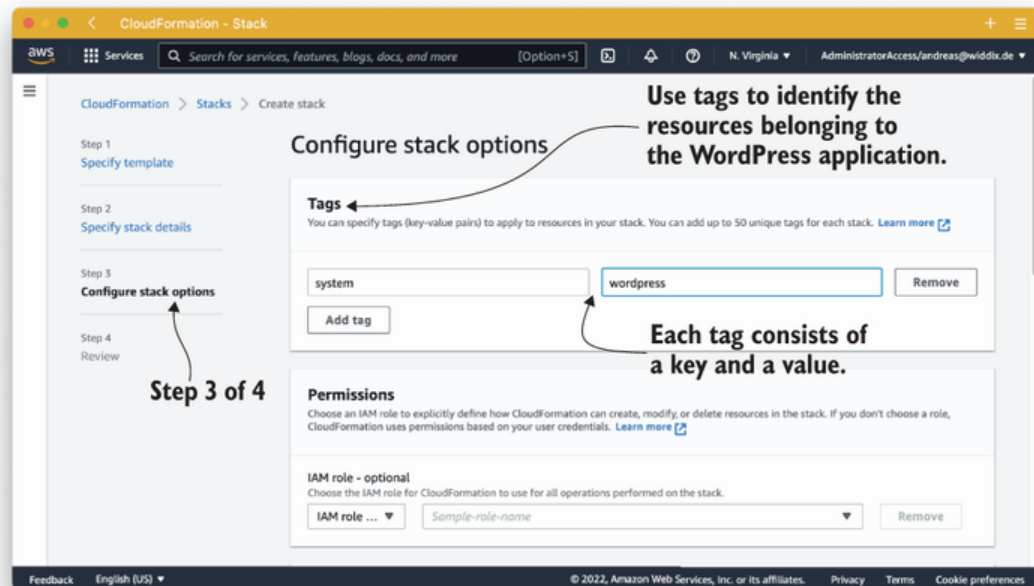 CloudFormation - Stack
aws
Services
Search for services, features, blogs, docs, and more
[Option+S]
N. Virginia
AdministratorAccess/andreas@widdix.de
CloudFormation > Stacks > Create stack
Use tags to identify the
resources belonging to
the WordPress application.
Step 1
Specify template
Step 2
Specify stack details
Step 3
Configure stack options
Step 4
Review
Step 3 of 4
Configure stack options
Tags
You can specify tags (key-value pairs) to apply to resources in your stack. You can add up to 50 unique tags for each stack. Learn more
system
wordpress
Remove
Add tag
Each tag consists of
a key and a value.
Permissions
Choose an IAM role to explicitly define how CloudFormation can create, modify, or delete resources in the stack. If you don't choose a role,
CloudFormation uses permissions based on your user credentials. Learn more
IAM role - optional
Choose the IAM role for CloudFormation to use for all operations performed on the stack.
IAM role ...
Sample-role-name
Remove
Feedback
English (US)
© 2022, Amazon Web Services, Inc. or its affiliates.
Privacy
Terms
Cookie preferences